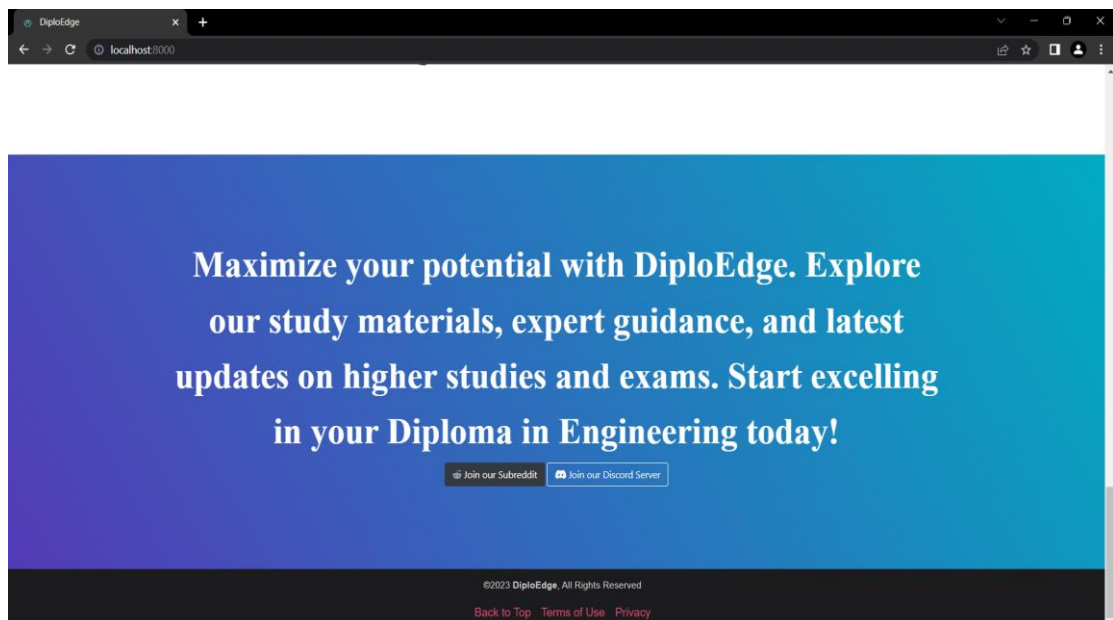 DiploEdge
localhost:8000
Maximize your potential with DiploEdge. Explore
our study materials, expert guidance, and latest
updates on higher studies and exams. Start excelling
in your Diploma in Engineering today!
Join our Subreddit Join our Discord Server
©2023 DiploEdge, All Rights Reserved
Back to Top Terms of Use Privacy